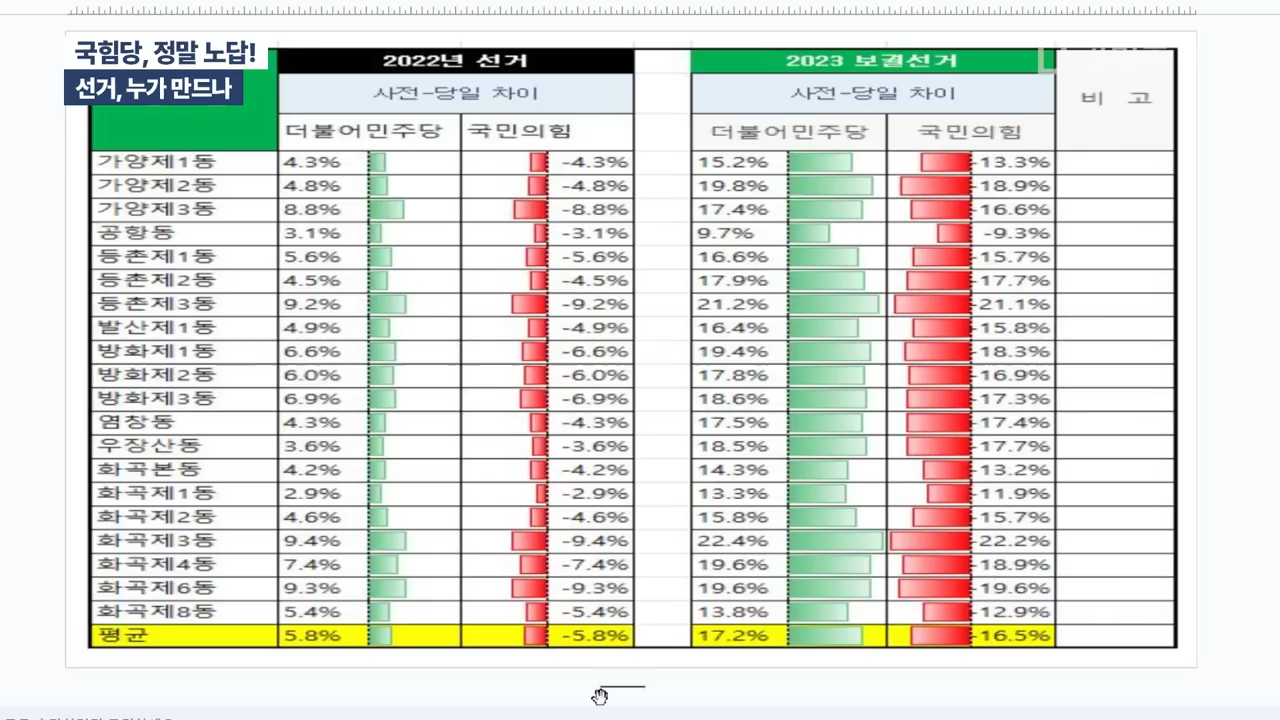 국힘당, 정말 노답!
선거, 누가 만드나
2022년 선거 2023 보결선거
사전-당일 차이 사전-당일 차이 비 고
더불어민주당 국민의힘 더불어민주당 국민의힘
가양제1동 4.3% -4.3% 15.2% -13.3%
가양제2동 4.8% -4.8% 19.8% -18.9%
가양제3동 8.8% -8.8% 17.4% -16.6%
공항동 3.1% -3.1% 9.7% -9.3%
등촌제1동 5.6% -5.6% 16.6% -15.7%
등촌제2동 4.5% -4.5% 17.9% -17.7%
등촌제3동 9.2% -9.2% 21.2% -21.1%
발산제1동 4.9% -4.9% 16.4% -15.8%
방화제1동 6.6% -6.6% 19.4% -18.3%
방화제2동 6.0% -6.0% 17.8% -16.9%
방화제3동 6.9% -6.9% 18.6% -17.3%
염창동 4.3% -4.3% 17.5% -17.4%
우장산동 3.6% -3.6% 18.5% -17.7%
화곡본동 4.2% -4.2% 14.3% -13.2%
화곡제1동 2.9% -2.9% 13.3% -11.9%
화곡제2동 4.6% -4.6% 15.8% -15.7%
화곡제3동 9.4% -9.4% 22.4% -22.2%
화곡제4동 7.4% -7.4% 19.6% -18.9%
화곡제6동 9.3% -9.3% 19.6% -19.6%
화곡제8동 5.4% -5.4% 13.8% -12.9%
평균 5.8% -5.8% 17.2% -16.5%